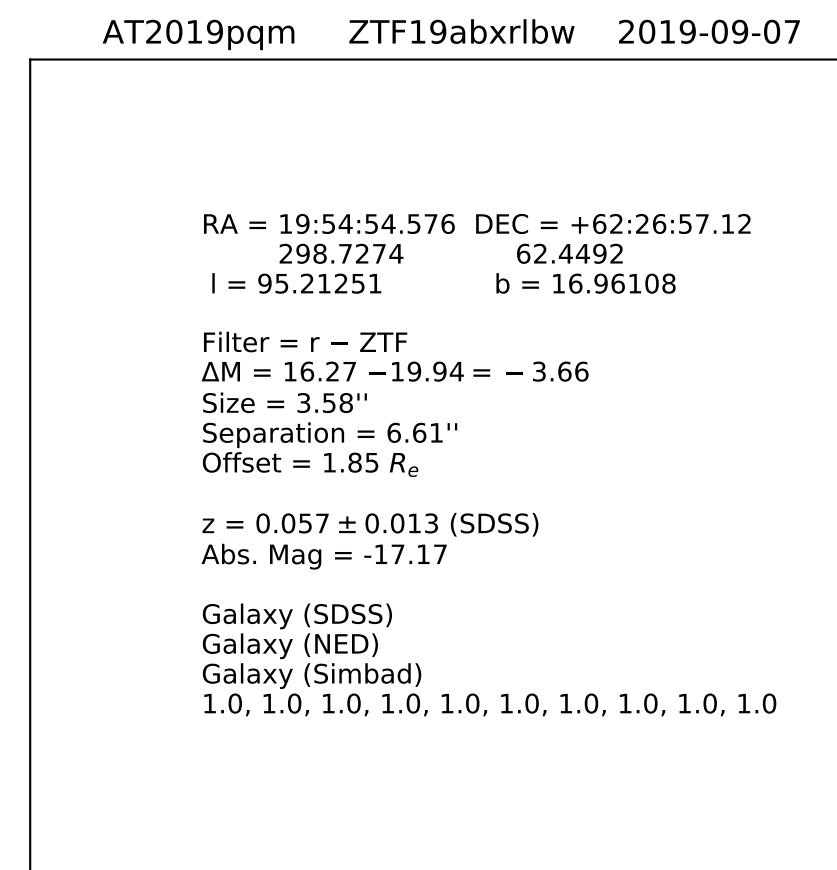 AT2019pqm ZTF19abxrlbw 2019-09-07
RA = 19:54:54.576 DEC = +62:26:57.12
298.7274 62.4492
l = 95.21251 b = 16.96108
Filter = r − ZTF
ΔM = 16.27 −19.94 = − 3.66
Size = 3.58''
Separation = 6.61''
Offset = 1.85 Re
z = 0.057 ± 0.013 (SDSS)
Abs. Mag = -17.17
Galaxy (SDSS)
Galaxy (NED)
Galaxy (Simbad)
1.0, 1.0, 1.0, 1.0, 1.0, 1.0, 1.0, 1.0, 1.0, 1.0